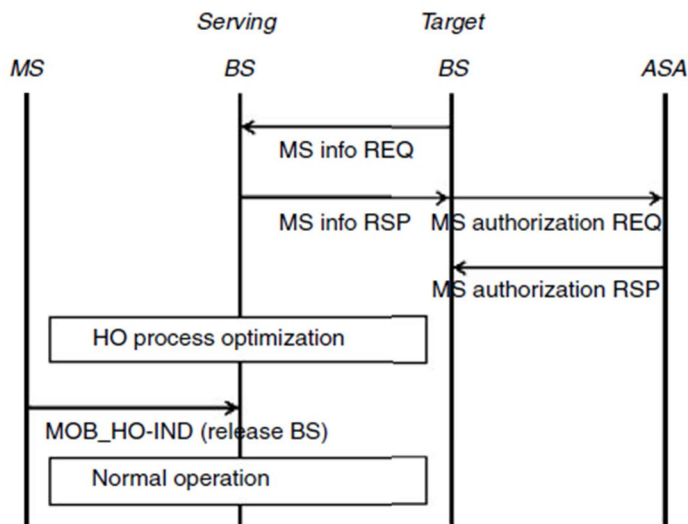 Serving Target
MS BS BS ASA
MS info REQ
MS info RSP MS authorization REQ
MS authorization RSP
HO process optimization
MOB_HO-IND (release BS)
Normal operation